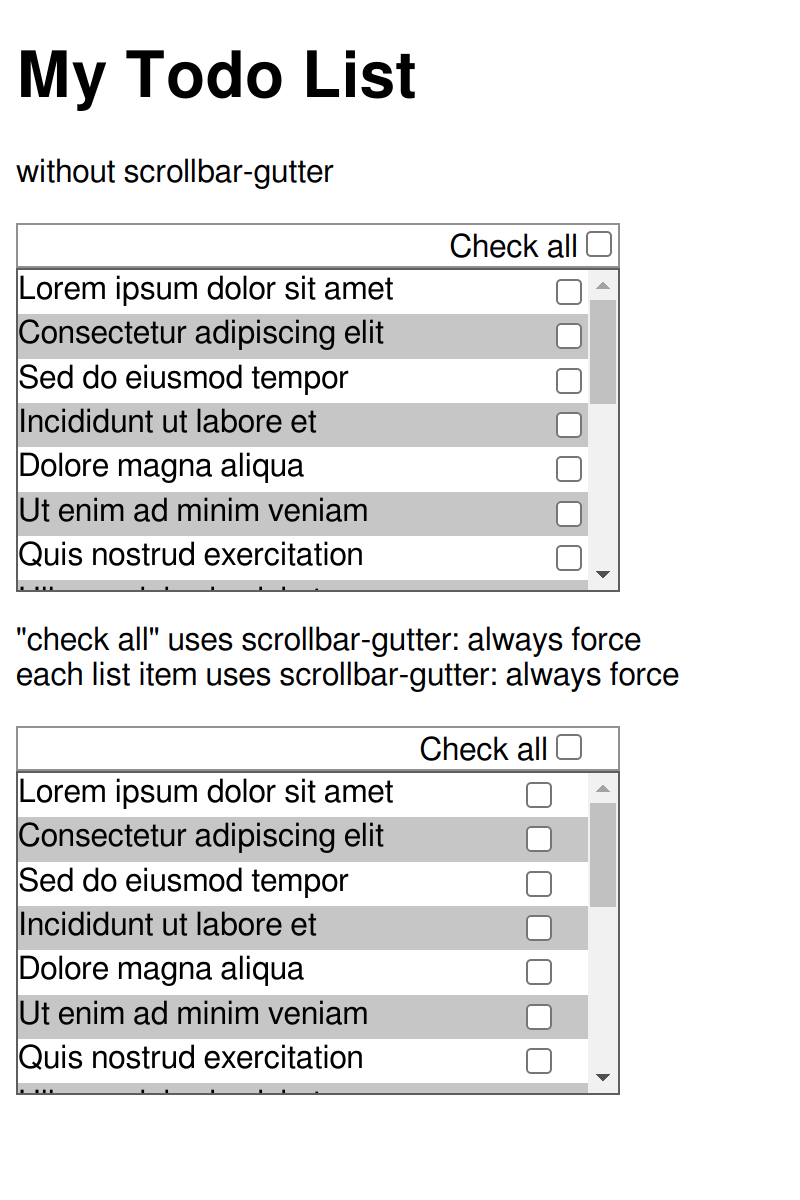 My Todo List
without scrollbar-gutter
Check all
Lorem ipsum dolor sit amet
Consectetur adipiscing elit
Sed do eiusmod tempor
Incididunt ut labore et
Dolore magna aliqua
Ut enim ad minim veniam
Quis nostrud exercitation
"check all" uses scrollbar-gutter: always force
each list item uses scrollbar-gutter: always force
Check all
Lorem ipsum dolor sit amet
Consectetur adipiscing elit
Sed do eiusmod tempor
Incididunt ut labore et
Dolore magna aliqua
Ut enim ad minim veniam
Quis nostrud exercitation